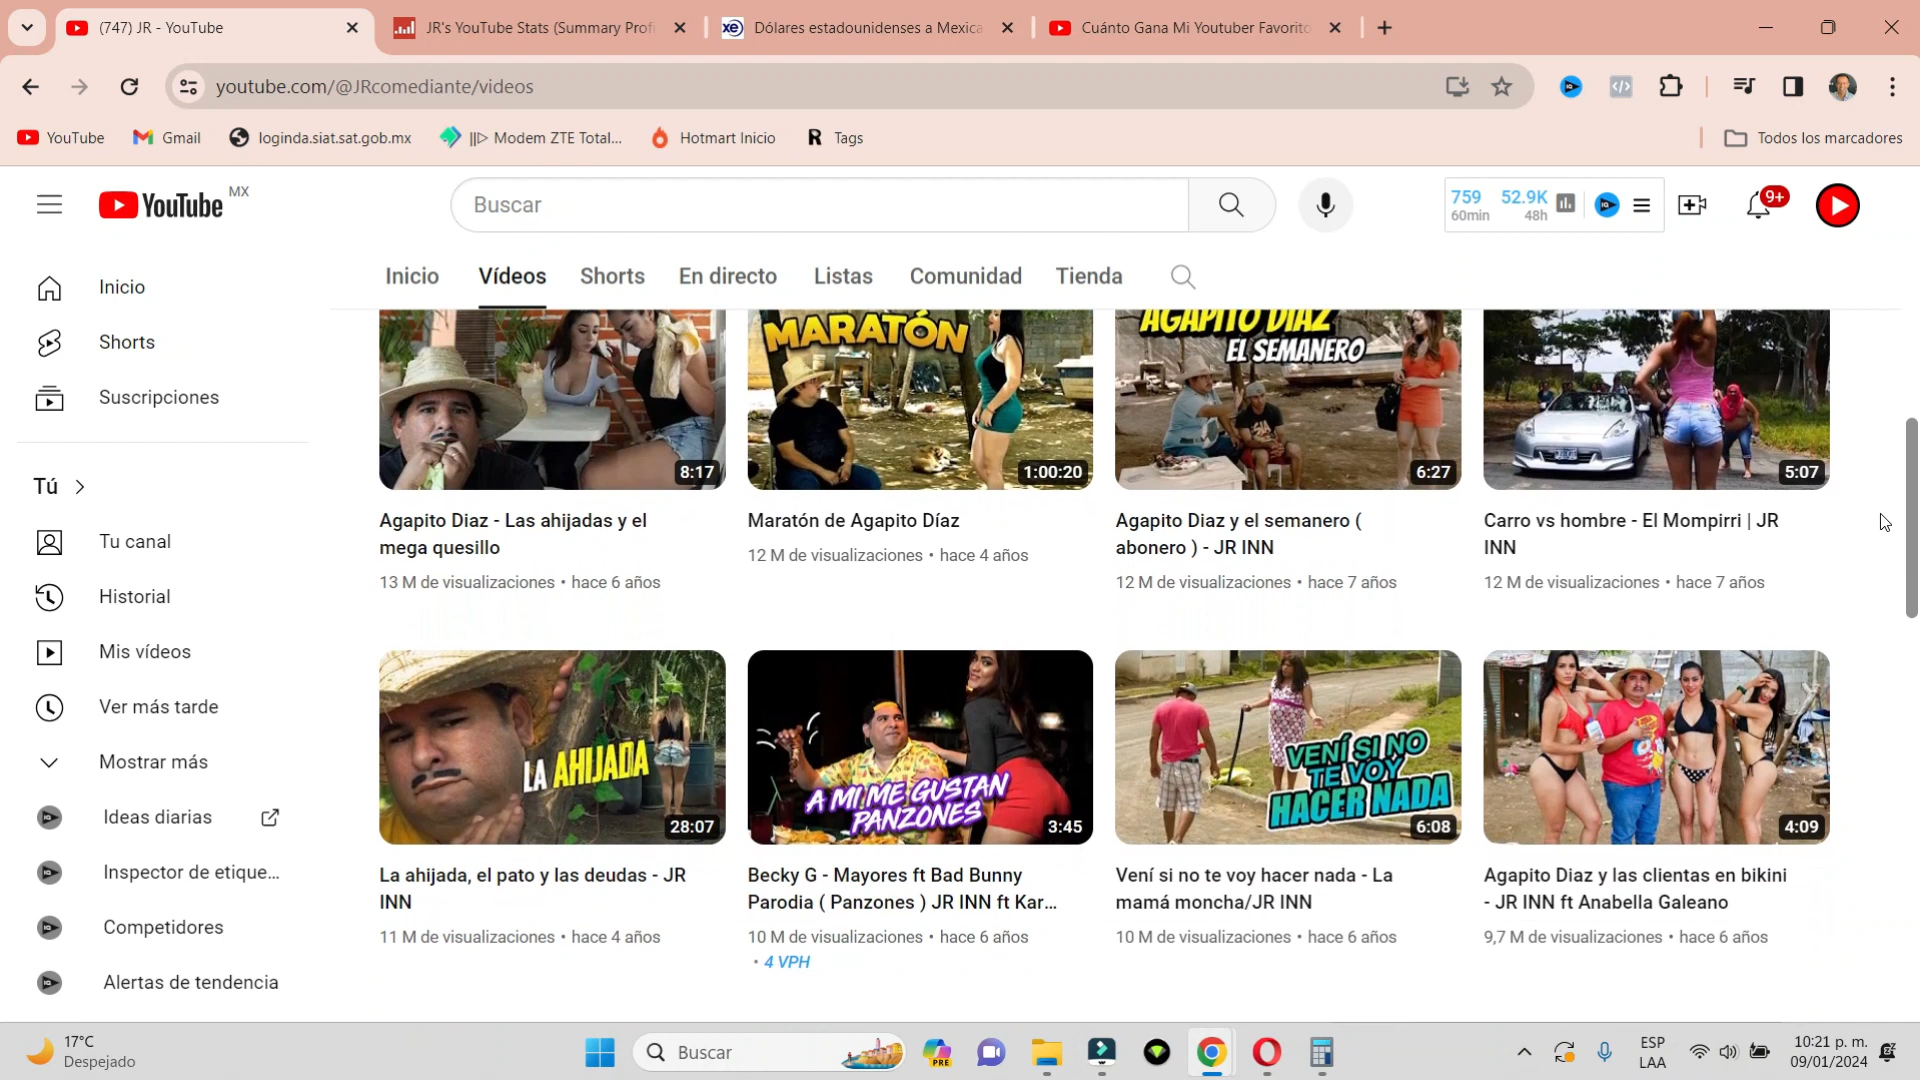 (747) JR - YouTube
JR's YouTube Stats (Summary Profi
xe Dólares estadounidenses a Mexica
Cuánto Gana Mi Youtuber Favorito
youtube.com/@JRcomediante/videos
YouTube
Gmail
loginda.siat.sat.gob.mx
||▷ Modem ZTE Total...
Hotmart Inicio
R Tags
Todos los marcadores
YouTube MX
Buscar
759 52.9K
60min 48h
9+
Inicio Vídeos Shorts En directo Listas Comunidad Tienda
Inicio
Shorts
Suscripciones
Tú
Tu canal
Historial
Mis vídeos
Ver más tarde
Mostrar más
Ideas diarias
Inspector de etique...
Competidores
Alertas de tendencia
8:17
Agapito Diaz - Las ahijadas y el
mega quesillo
13 M de visualizaciones • hace 6 años
MARATÓN
1:00:20
Maratón de Agapito Díaz
12 M de visualizaciones • hace 4 años
AGAPITO DIAZ
EL SEMANERO
6:27
Agapito Diaz y el semanero (
abonero ) - JR INN
12 M de visualizaciones • hace 7 años
5:07
Carro vs hombre - El Mompirri | JR
INN
12 M de visualizaciones • hace 7 años
LA AHIJADA
28:07
La ahijada, el pato y las deudas - JR
INN
11 M de visualizaciones • hace 4 años
A MI ME GUSTAN
PANZONES
3:45
Becky G - Mayores ft Bad Bunny
Parodia ( Panzones ) JR INN ft Kar...
10 M de visualizaciones • hace 6 años
• 4 VPH
VENÍ SI NO
TE VOY
HACER NADA
6:08
Vení si no te voy hacer nada - La
mamá moncha/JR INN
10 M de visualizaciones • hace 6 años
4:09
Agapito Diaz y las clientas en bikini
- JR INN ft Anabella Galeano
9,7 M de visualizaciones • hace 6 años
17°C
Despejado
Buscar
PRE
ESP
LAA
10:21 p. m.
09/01/2024